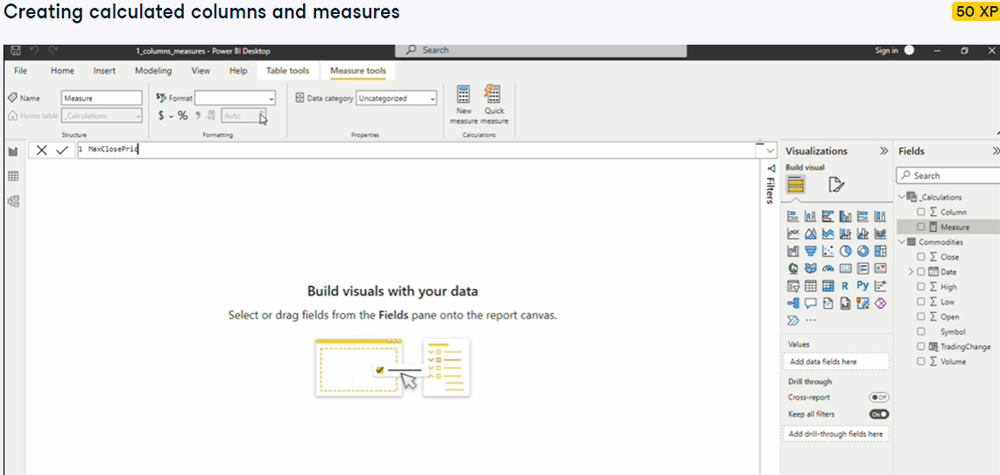 Creating calculated columns and measures
50 XP
1_columns_measures - Power BI Desktop
Search
Sign in
File Home Insert Modeling View Help Table tools Measure tools
Name Measure
Home table _Calculations
Structure
$% Format
$ % 9 Auto
Formatting
Data category Uncategorized
Properties
New measure
Quick measure
Calculations
1 MaxClosePric
Build visuals with your data
Select or drag fields from the Fields pane onto the report canvas.
Filters
Visualizations
Build visual
R Py
Values
Add data fields here
Drill through
Cross-report Off
Keep all filters On
Add drill-through fields here
Fields
Search
_Calculations
Column
Measure
Commodities
Close
Date
High
Low
Open
Symbol
TradingChange
Volume